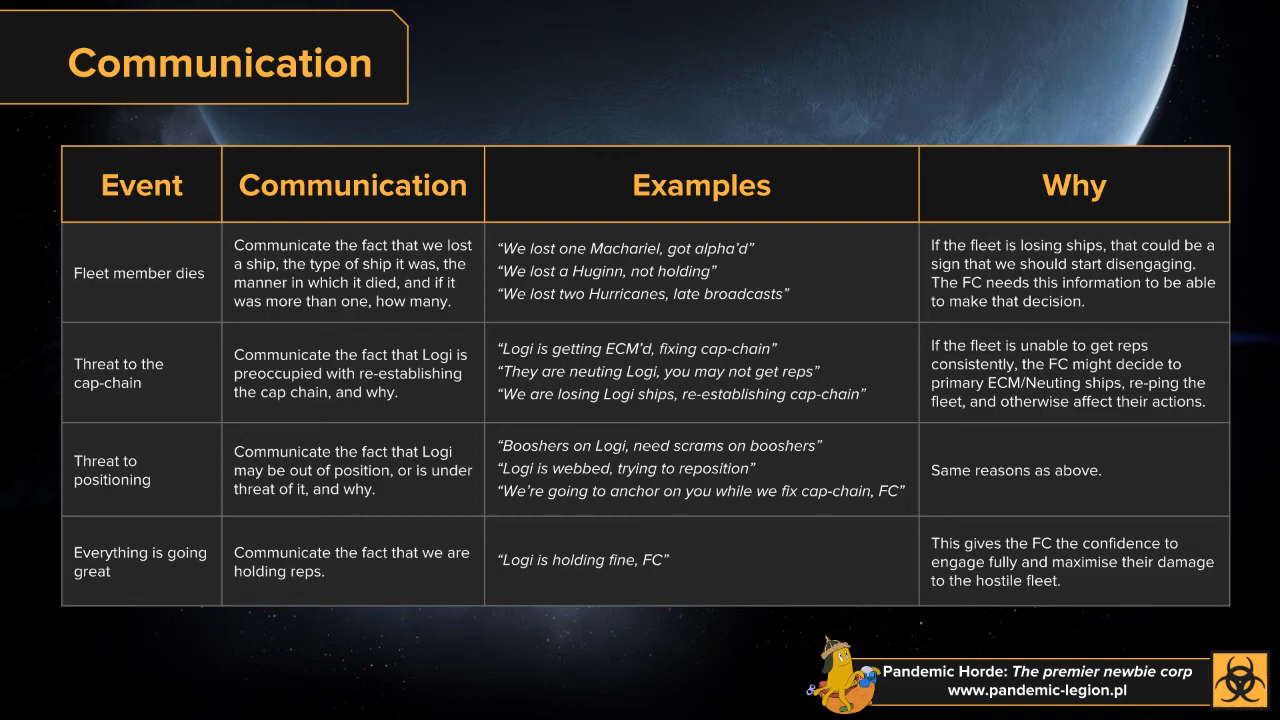 Communication
Event
Communication
Examples
Why
Fleet member dies
Communicate the fact that we lost
a ship, the type of ship it was, the
manner in which it died, and if it
was more than one, how many.
“We lost one Machariel, got alpha’d”
“We lost a Huginn, not holding”
“We lost two Hurricanes, late broadcasts”
If the fleet is losing ships, that could be a
sign that we should start disengaging.
The FC needs this information to be able
to make that decision.
Threat to the
cap-chain
Communicate the fact that Logi is
preoccupied with re-establishing
the cap chain, and why.
“Logi is getting ECM’d, fixing cap-chain”
“They are neuting Logi, you may not get reps”
“We are losing Logi ships, re-establishing cap-chain”
If the fleet is unable to get reps
consistently, the FC might decide to
primary ECM/Neuting ships, re-ping the
fleet, and otherwise affect their actions.
Threat to
positioning
Communicate the fact that Logi
may be out of position, or is under
threat of it, and why.
“Booshers on Logi, need scrams on booshers”
“Logi is webbed, trying to reposition”
“We’re going to anchor on you while we fix cap-chain, FC”
Same reasons as above.
Everything is going
great
Communicate the fact that we are
holding reps.
“Logi is holding fine, FC”
This gives the FC the confidence to
engage fully and maximise their damage
to the hostile fleet.
Pandemic Horde: The premier newbie corp
www.pandemic-legion.pl